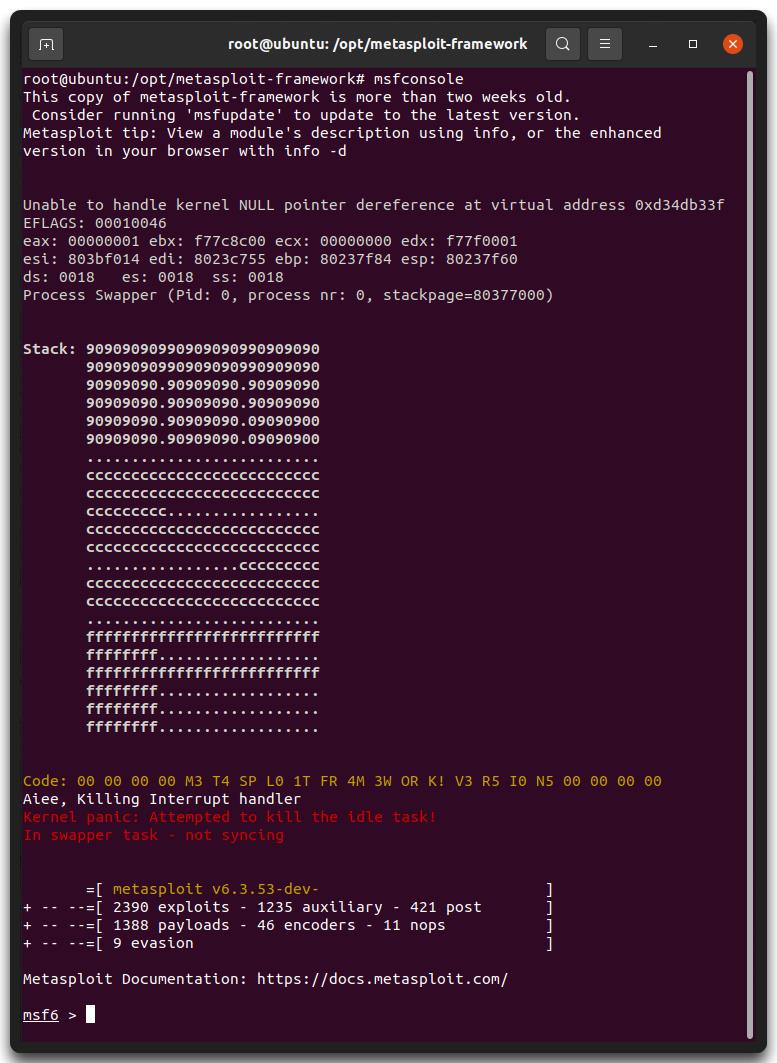 root@ubuntu: /opt/metasploit-framework
root@ubuntu:/opt/metasploit-framework# msfconsole
This copy of metasploit-framework is more than two weeks old.
 Consider running 'msfupdate' to update to the latest version.
Metasploit tip: View a module's description using info, or the enhanced
version in your browser with info -d
Unable to handle kernel NULL pointer dereference at virtual address 0xd34db33f
EFLAGS: 00010046
eax: 00000001 ebx: f77c8c00 ecx: 00000000 edx: f77f0001
esi: 803bf014 edi: 8023c755 ebp: 80237f84 esp: 80237f60
ds: 0018   es: 0018  ss: 0018
Process Swapper (Pid: 0, process nr: 0, stackpage=80377000)
Stack: 90909090990909090990909090
       90909090990909090990909090
       90909090.90909090.90909090
       90909090.90909090.90909090
       90909090.90909090.09090900
       90909090.90909090.09090900
       ..........................
       cccccccccccccccccccccccccc
       cccccccccccccccccccccccccc
       ccccccccc.................
       cccccccccccccccccccccccccc
       cccccccccccccccccccccccccc
       .................ccccccccc
       cccccccccccccccccccccccccc
       cccccccccccccccccccccccccc
       ..........................
       ffffffffffffffffffffffffff
       ffffffff..................
       ffffffffffffffffffffffffff
       ffffffff..................
       ffffffff..................
       ffffffff..................
Code: 00 00 00 00 M3 T4 SP L0 1T FR 4M 3W OR K! V3 R5 I0 N5 00 00 00 00
Aiee, Killing Interrupt handler
Kernel panic: Attempted to kill the idle task!
In swapper task - not syncing
       =[ metasploit v6.3.53-dev-                         ]
+ -- --=[ 2390 exploits - 1235 auxiliary - 421 post       ]
+ -- --=[ 1388 payloads - 46 encoders - 11 nops           ]
+ -- --=[ 9 evasion                                       ]
Metasploit Documentation: https://docs.metasploit.com/
msf6 >